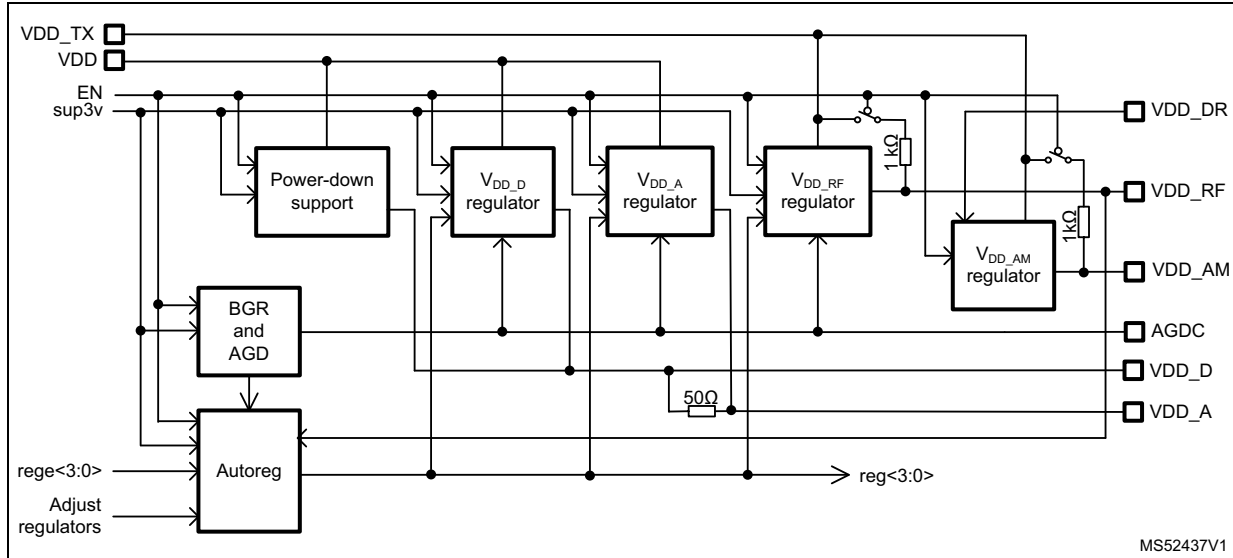 VDD_TX
VDD
EN
sup3v
Power-down
support
VDD_D
regulator
VDD_A
regulator
VDD_RF
regulator
1 kΩ
VDD_AM
regulator
1kΩ
VDD_DR
VDD_RF
VDD_AM
AGDC
VDD_D
VDD_A
BGR
and
AGD
50Ω
Autoreg
rege<3:0>
Adjust
regulators
reg<3:0>
MS52437V1